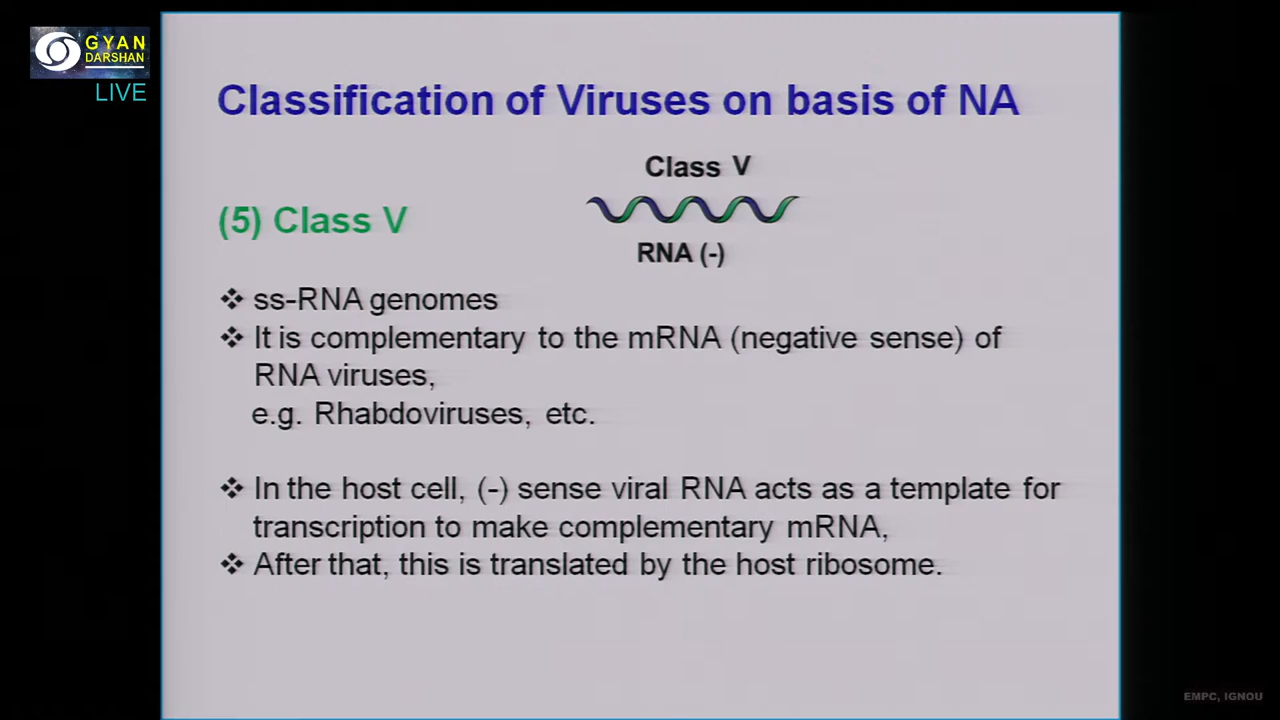 GYAN
DARSHAN
LIVE
Classification of Viruses on basis of NA
Class V
(5) Class V
RNA (-)
❖ ss-RNA genomes
❖ It is complementary to the mRNA (negative sense) of
RNA viruses,
e.g. Rhabdoviruses, etc.
❖ In the host cell, (-) sense viral RNA acts as a template for
transcription to make complementary mRNA,
❖ After that, this is translated by the host ribosome.
EMPC, IGNOU